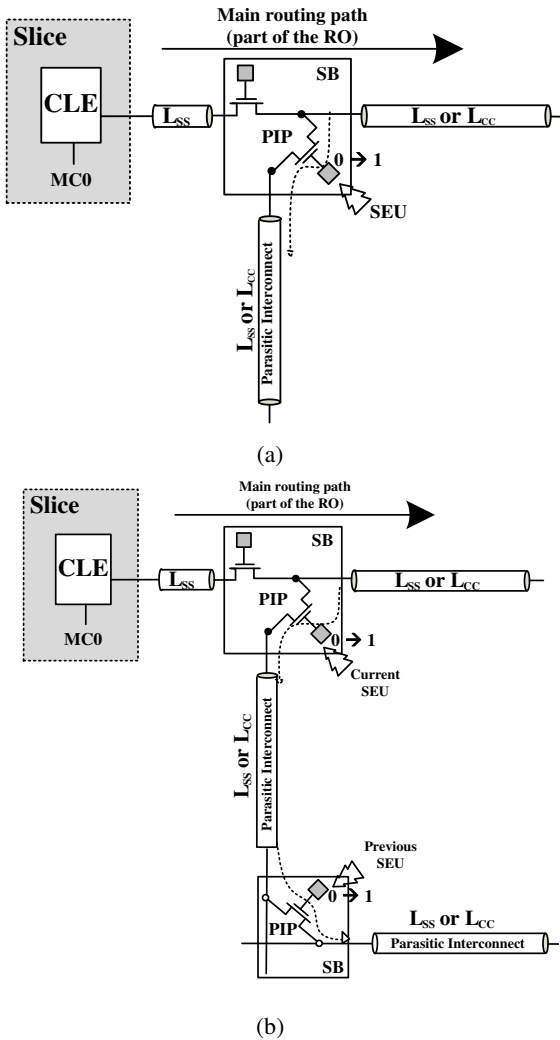 Slice
CLE
MC0
Main routing path
(part of the RO)
SB
LSS
PIP
LSS or LCC
0 → 1
SEU
LSS or LCC
Parasitic Interconnect
(a)
Slice
CLE
MC0
Main routing path
(part of the RO)
SB
LSS
PIP
LSS or LCC
0 → 1
Current
SEU
LSS or LCC
Parasitic Interconnect
Previous
SEU
0 → 1
PIP
SB
LSS or LCC
Parasitic Interconnect
(b)